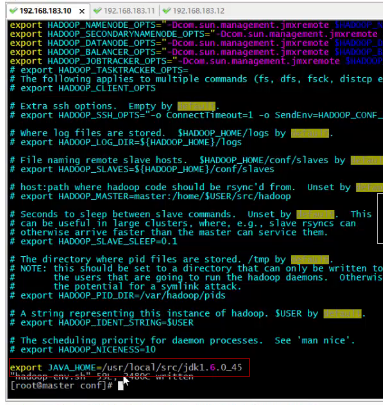 192.168.183.10 × 192.168.183.11 192.168.183.12
export HADOOP_NAMENODE_OPTS="-Dcom.sun.management.jmxremote $HADOOP_
export HADOOP_SECONDARYNAMENODE_OPTS="-Dcom.sun.management.jmxremote
export HADOOP_DATANODE_OPTS="-Dcom.sun.management.jmxremote $HADOOP_
export HADOOP_BALANCER_OPTS="-Dcom.sun.management.jmxremote $HADOOP_
export HADOOP_JOBTRACKER_OPTS="-Dcom.sun.management.jmxremote $HADOO
# export HADOOP_TASKTRACKER_OPTS=
# The following applies to multiple commands (fs, dfs, fsck, distcp e
# export HADOOP_CLIENT_OPTS
# Extra ssh options. Empty by
# export HADOOP_SSH_OPTS="-o ConnectTimeout=1 -o SendEnv=HADOOP_CONF_
# Where log files are stored. $HADOOP_HOME/logs by
# export HADOOP_LOG_DIR=${HADOOP_HOME}/logs
# File naming remote slave hosts. $HADOOP_HOME/conf/slaves by
# export HADOOP_SLAVES=${HADOOP_HOME}/conf/slaves
# host:path where hadoop code should be rsync'd from. Unset by
# export HADOOP_MASTER=master:/home/$USER/src/hadoop
# Seconds to sleep between slave commands. Unset by This
# can be useful in large clusters, where, e.g., slave rsyncs can
# otherwise arrive faster than the master can service them.
# export HADOOP_SLAVE_SLEEP=0.1
# The directory where pid files are stored. /tmp by
# NOTE: this should be set to a directory that can only be written to
# the users that are going to run the hadoop daemons. Otherwis
# the potential for a symlink attack.
# export HADOOP_PID_DIR=/var/hadoop/pids
# A string representing this instance of hadoop. $USER by
# export HADOOP_IDENT_STRING=$USER
# The scheduling priority for daemon processes. See 'man nice'.
# export HADOOP_NICENESS=10
export JAVA_HOME=/usr/local/src/jdk1.6.0_45
"hadoop-env.sh" 59L, 2480C written
[root@master conf]#